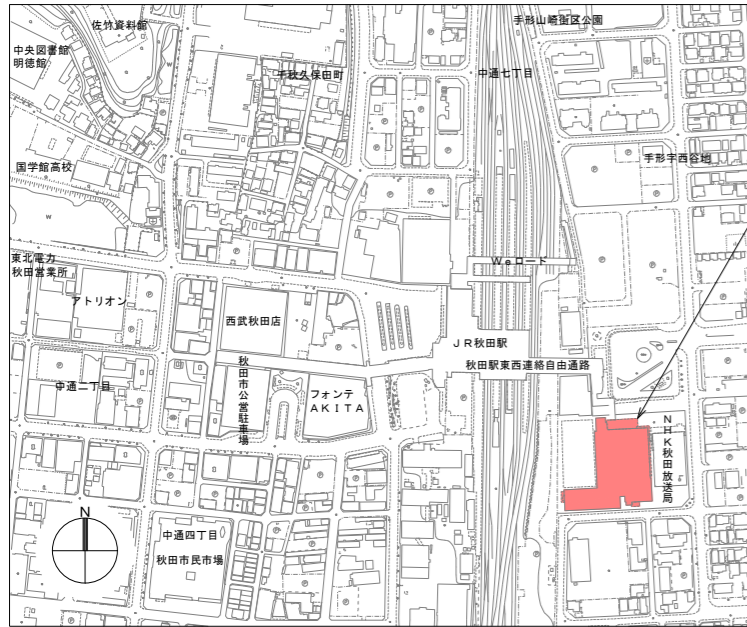 佐竹資料館
手形山崎街区公園
中央図書館
明徳館
千秋久保田町
中通七丁目
手形字西谷地
国学館高校
東北電力
秋田営業所
Weロード
アトリオン
西武秋田店
JR秋田駅
秋田駅東西連絡自由通路
中通二丁目
秋田市公営駐車場
フォンテ
AKITA
NHK秋田放送局
N
中通四丁目
秋田市民市場